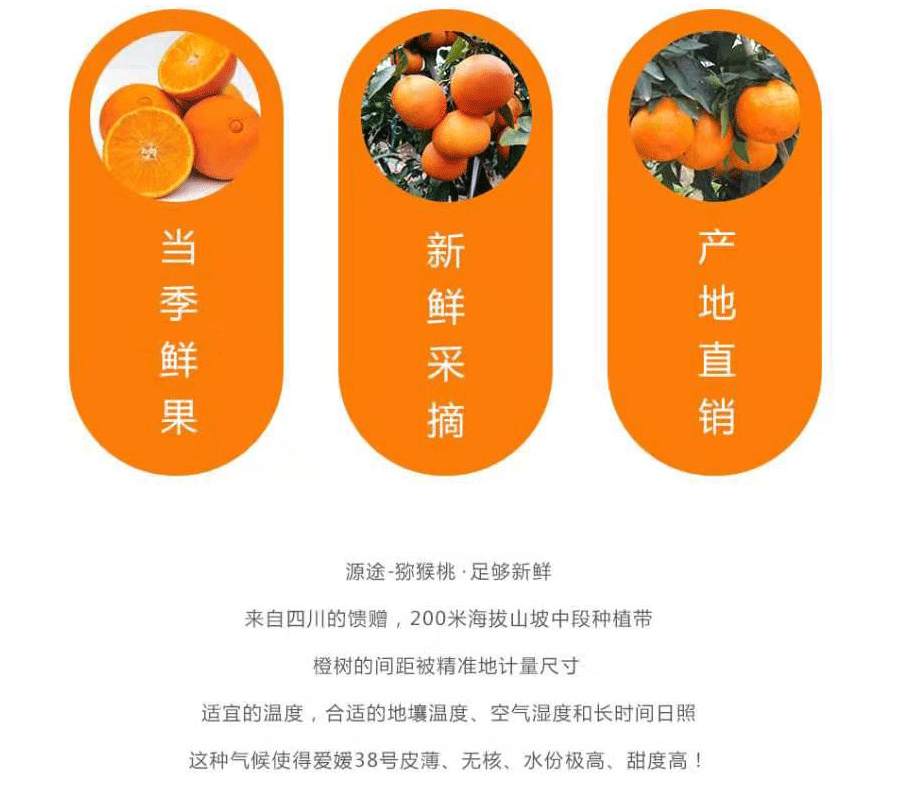 当季鲜果
新鲜采摘
产地直销
源途-猕猴桃·足够新鲜
来自四川的馈赠，200米海拔山坡中段种植带
橙树的间距被精准地计量尺寸
适宜的温度，合适的地壤温度、空气湿度和长时间日照
这种气候使得爱媛38号皮薄、无核、水份极高、甜度高！